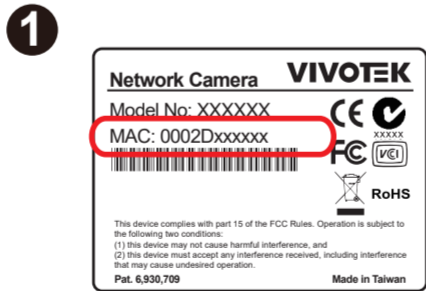 1
Network Camera VIVOTEK
Model No: XXXXXX
MAC: 0002Dxxxxxx
XXXXX
FC VCI
RoHS
This device complies with part 15 of the FCC Rules. Operation is subject to
the following two conditions:
(1) this device may not cause harmful interference, and
(2) this device must accept any interference received, including interference
that may cause undesired operation.
Pat. 6,930,709 Made in Taiwan